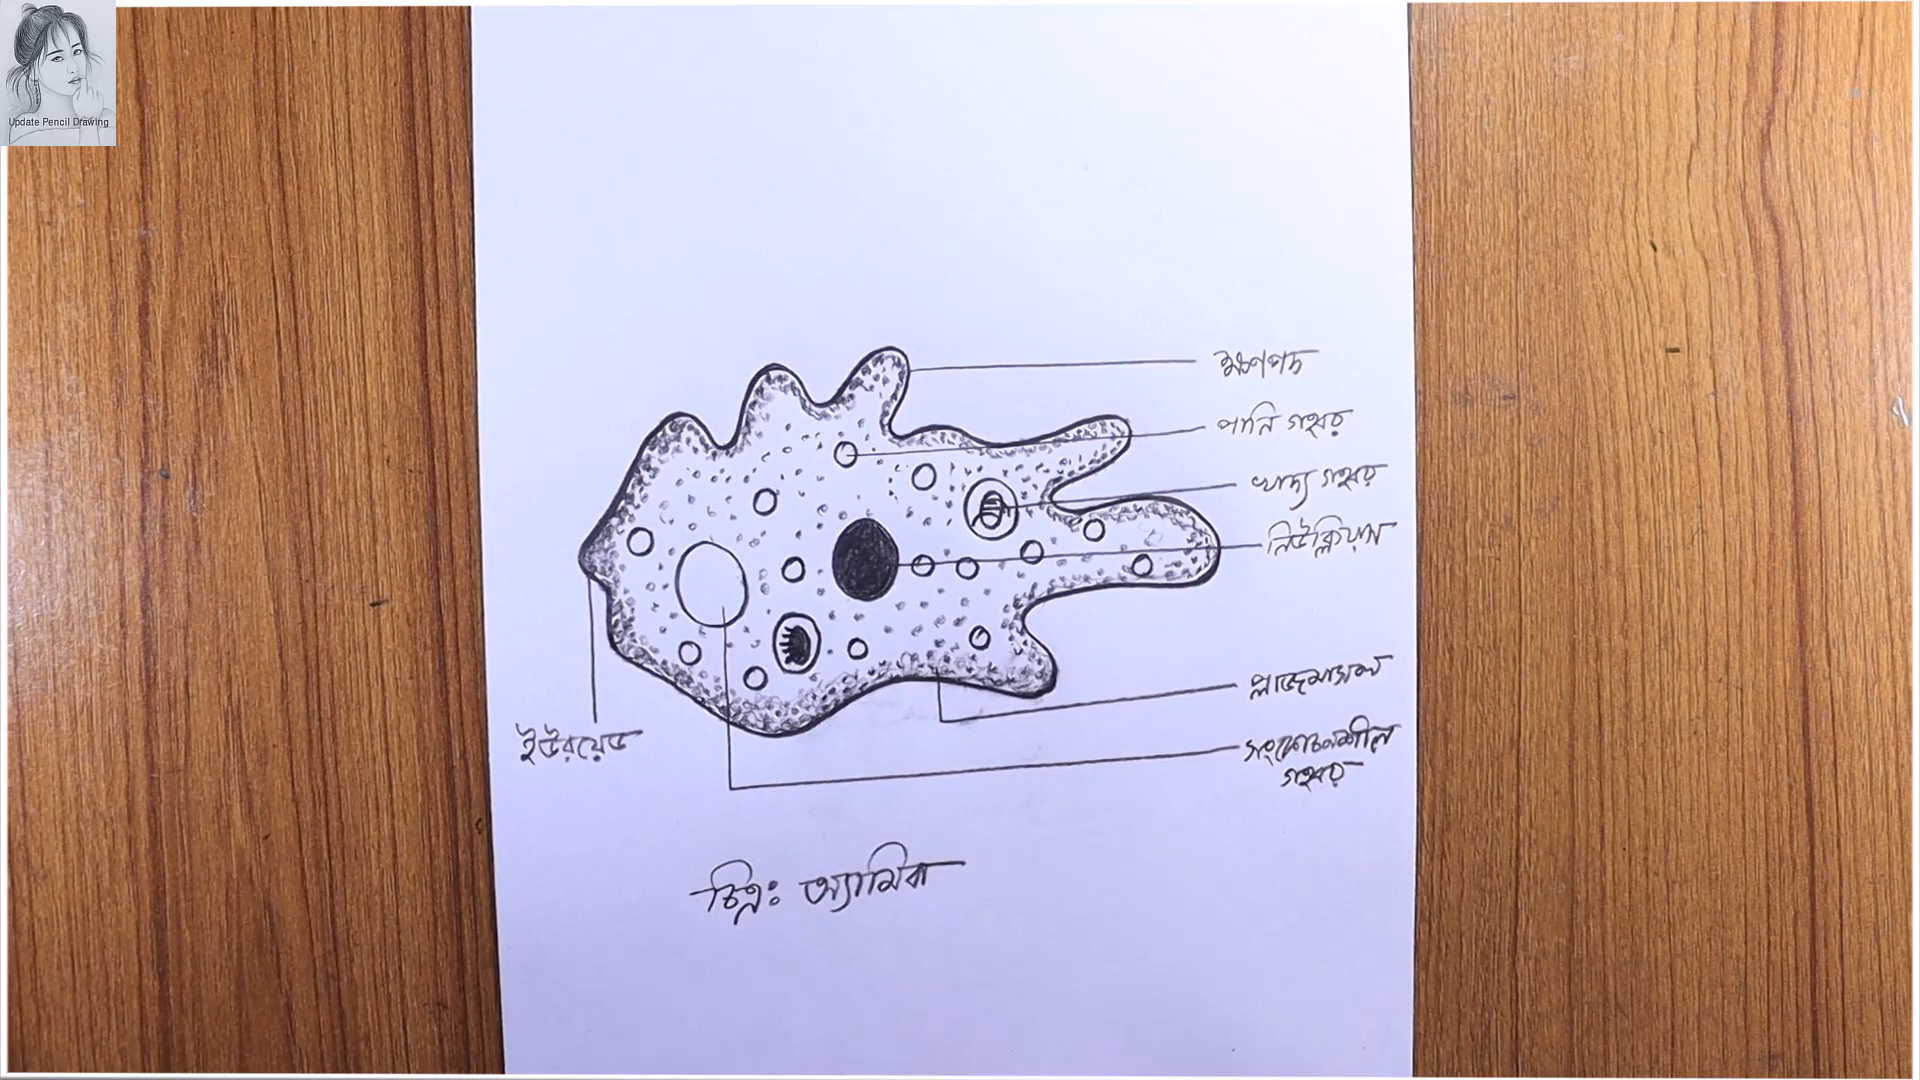 Update Pencil Drawing
ক্ষণপদ
পানি গহ্বর
খাদ্য গহ্বর
নিউক্লিয়াস
প্লাজমাজেল
সংকোচনশীল
গহ্বর
ইউরয়েড
চিত্র: অ্যামিবা